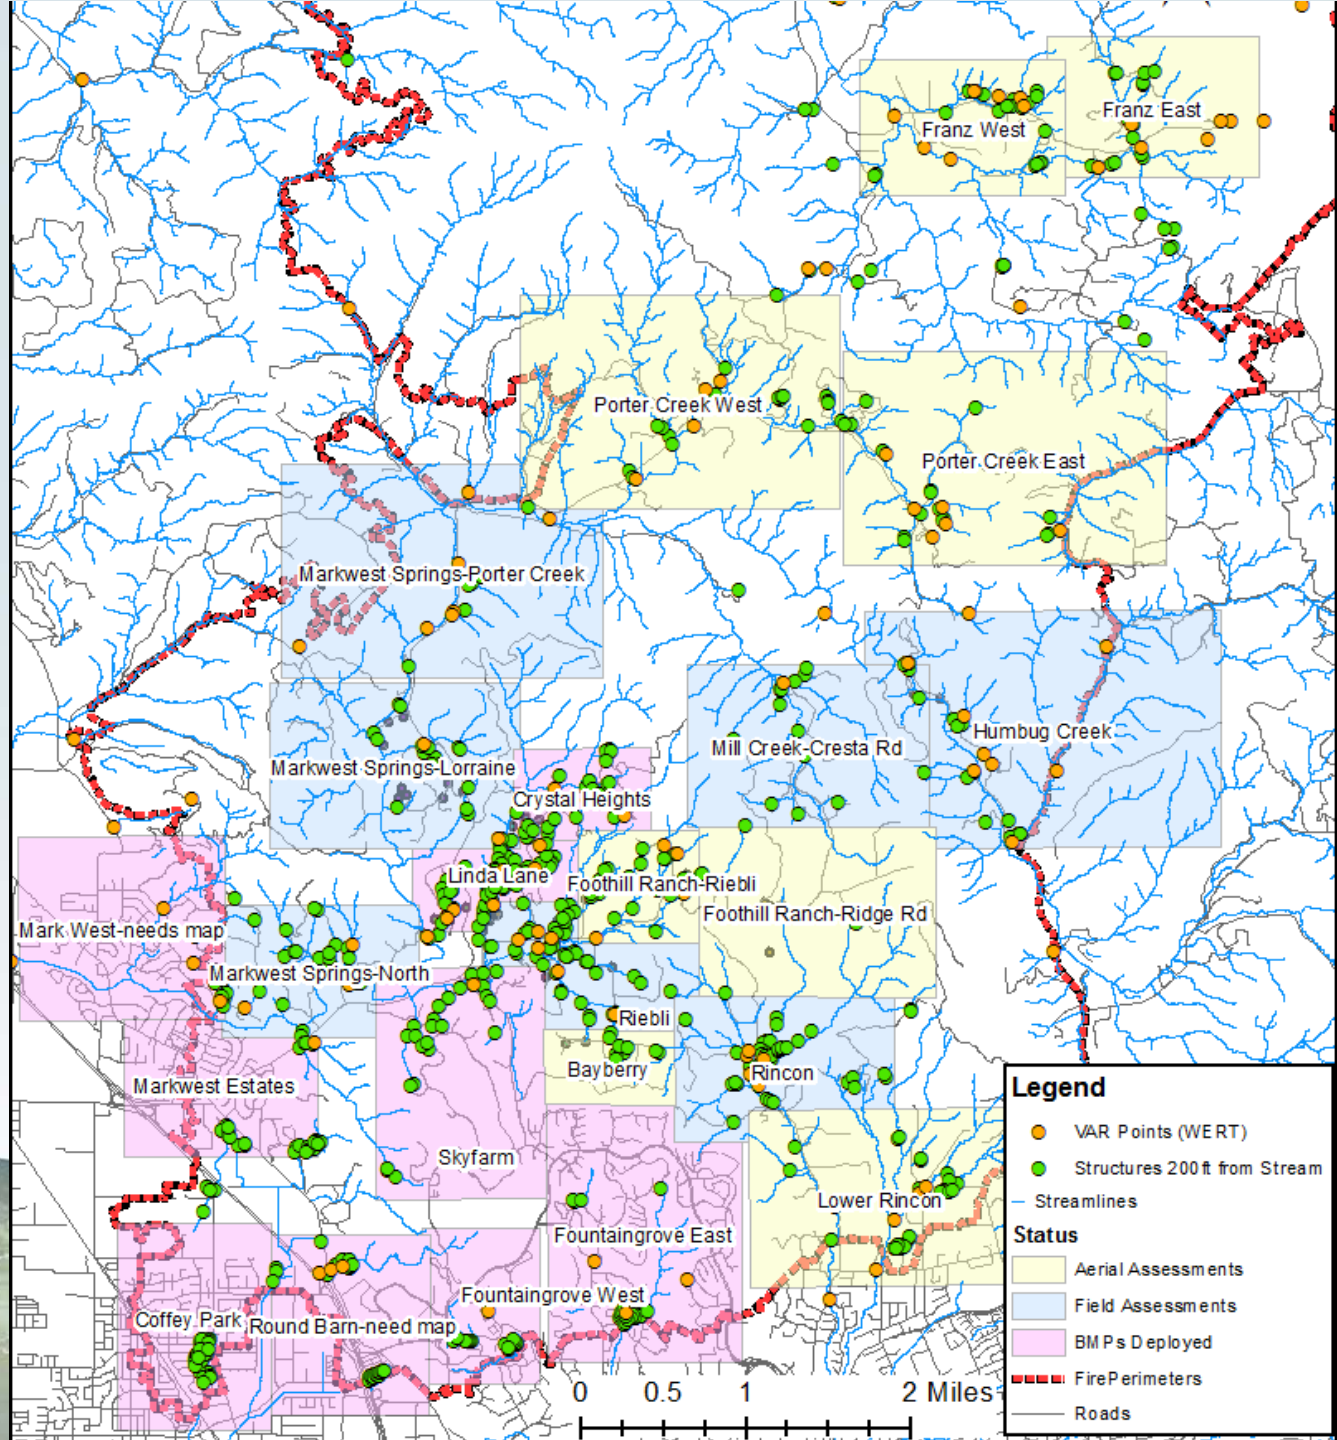 Franz East
Franz West
Porter Creek West
Porter Creek East
Markwest Springs-Porter Creek
Humbug Creek
Mill Creek-Cresta Rd
Markwest Springs-Lorraine
Crystal Heights
Linda Lane
Foothill Ranch-Riebli
Foothill Ranch-Ridge Rd
Mark West-needs map
Markwest Springs-North
Riebli
Bayberry
Rincon
Markwest Estates
Skyfarm
Lower Rincon
Fountaingrove East
Fountaingrove West
Coffey Park
Round Barn-need map
0 0.5 1 2 Miles
Legend
VAR Points (WERT)
Structures 200ft from Stream
Streamlines
Status
Aerial Assessments
Field Assessments
BMPs Deployed
FirePerimeters
Roads